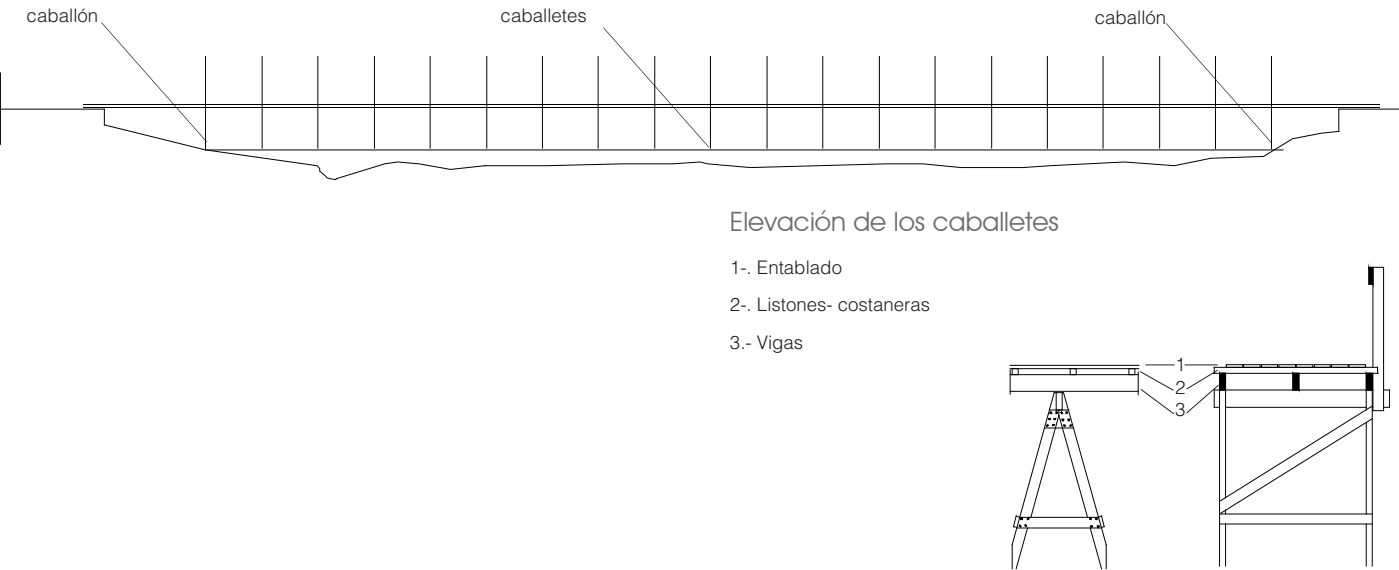 caballón
caballetes
caballón
Elevación de los caballetes
1-. Entablado
2-. Listones- costaneras
3.- Vigas
1
2
3